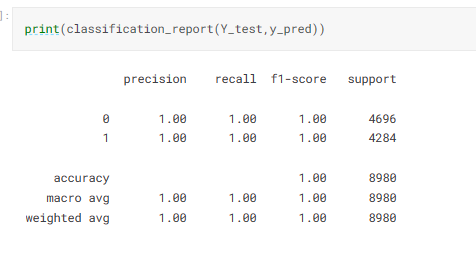 ]:
print(classification_report(Y_test,y_pred))
precision recall f1-score support
0 1.00 1.00 1.00 4696
1 1.00 1.00 1.00 4284
accuracy 1.00 8980
macro avg 1.00 1.00 1.00 8980
weighted avg 1.00 1.00 1.00 8980